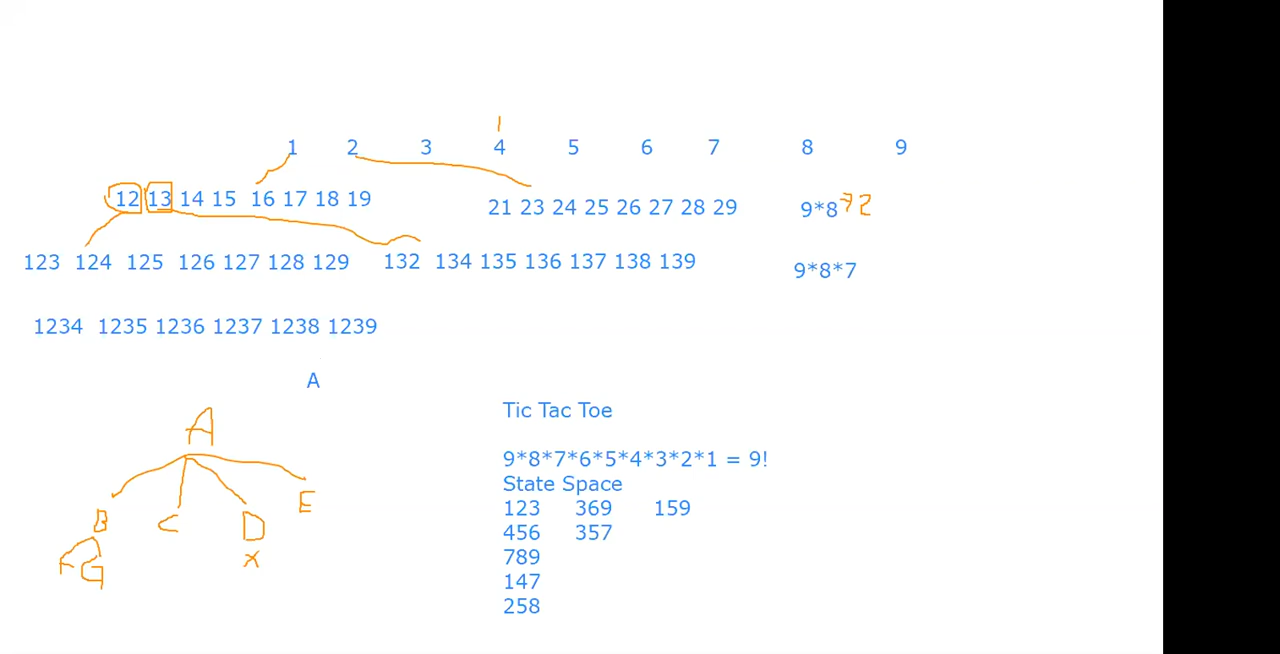 1
1 2 3 4 5 6 7 8 9
12 13 14 15 16 17 18 19
21 23 24 25 26 27 28 29
9*8 72
123 124 125 126 127 128 129
132 134 135 136 137 138 139
9*8*7
1234 1235 1236 1237 1238 1239
A
A
B C D E
F G
x
Tic Tac Toe
9*8*7*6*5*4*3*2*1 = 9!
State Space
123 369 159
456 357
789
147
258